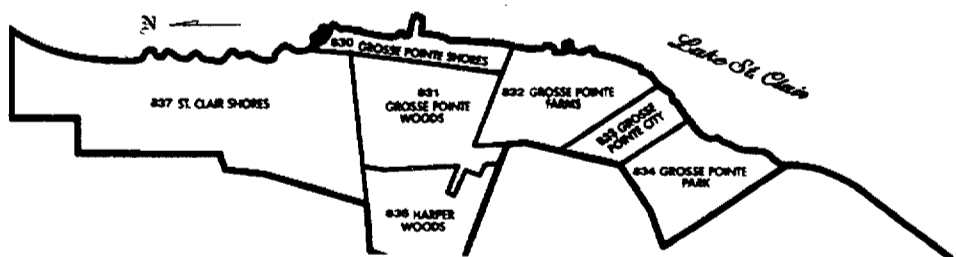 N
Lake St. Clair
830 GROSSE POINTE SHORES
837 ST. CLAIR SHORES
831
GROSSE POINTE
WOODS
832 GROSSE POINTE
FARMS
833 GROSSE
POINTE CITY
834 GROSSE POINTE
PARK
836 HARPER
WOODS